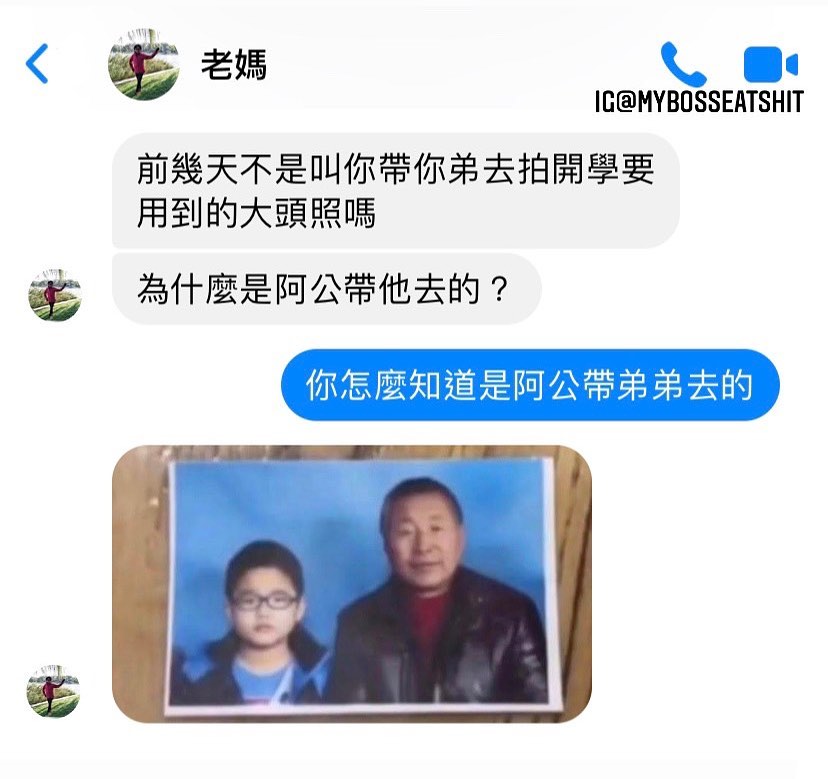 老媽
IG@MYBOSSEATSHIT
前幾天不是叫你帶你弟去拍開學要
用到的大頭照嗎
為什麼是阿公帶他去的？
你怎麼知道是阿公帶弟弟去的